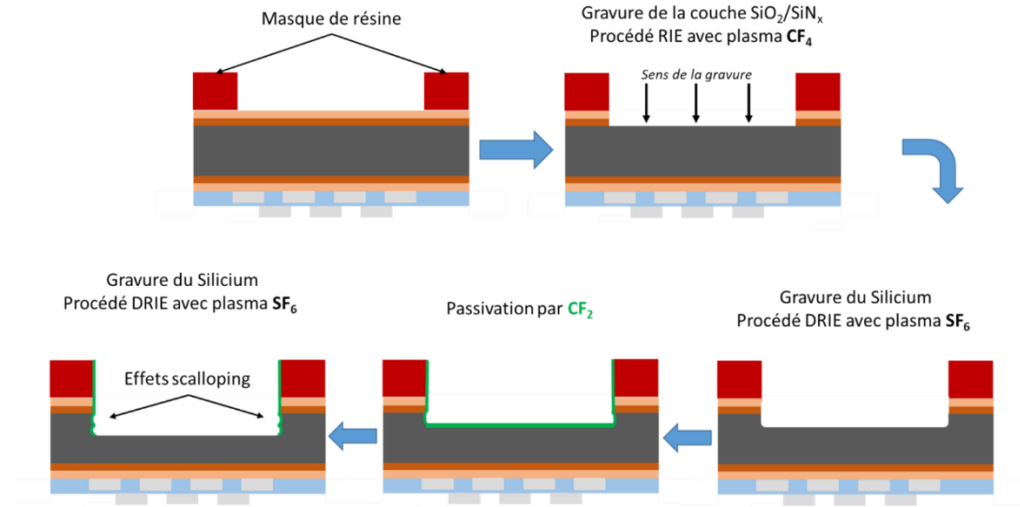 Masque de résine
Gravure de la couche SiO₂/SiNₓ
Procédé RIE avec plasma CF₄
Sens de la gravure
Gravure du Silicium
Procédé DRIE avec plasma SF₆
Effets scalloping
Passivation par CF₂
Gravure du Silicium
Procédé DRIE avec plasma SF₆